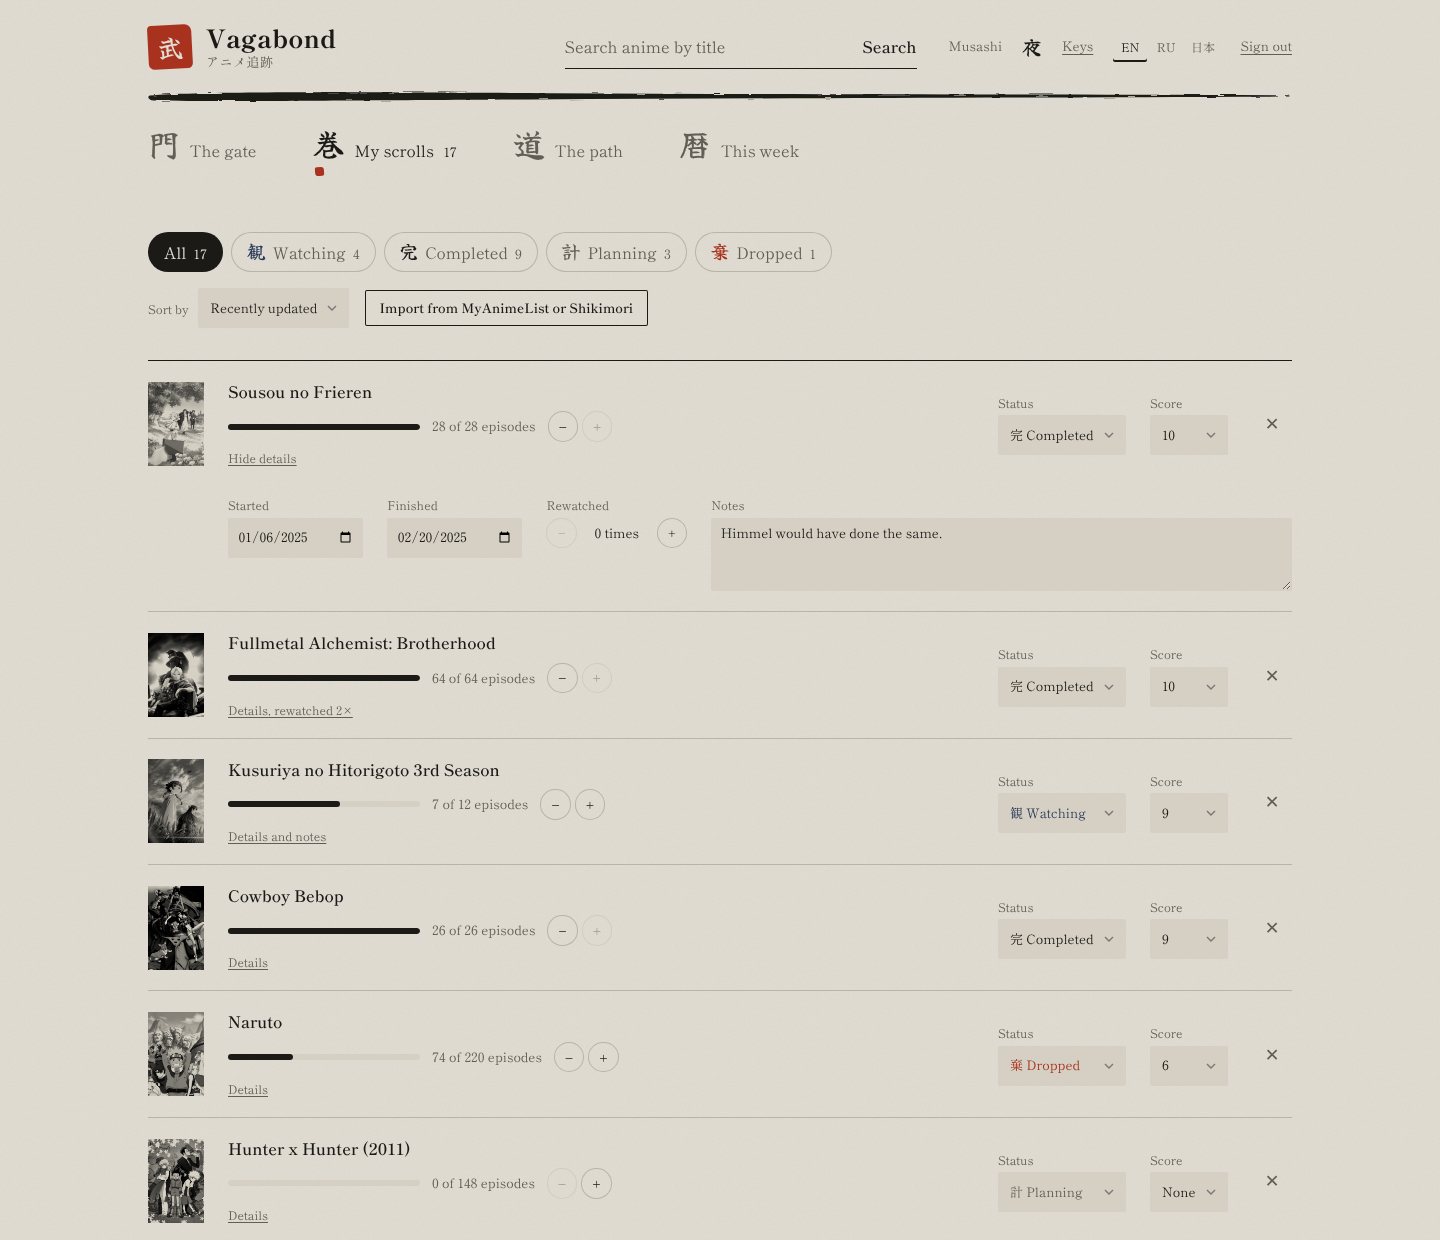 武 Vagabond
アニメ追跡
Search anime by title Search Musashi 夜 Keys EN RU 日本 Sign out
門 The gate 巻 My scrolls 17 道 The path 暦 This week
All 17 観 Watching 4 完 Completed 9 計 Planning 3 棄 Dropped 1
Sort by Recently updated Import from MyAnimeList or Shikimori
Sousou no Frieren
Status Score
28 of 28 episodes − + 完 Completed 10 ✕
Hide details
Started Finished Rewatched Notes
01/06/2025 02/20/2025 − 0 times + Himmel would have done the same.
Fullmetal Alchemist: Brotherhood
Status Score
64 of 64 episodes − + 完 Completed 10 ✕
Details, rewatched 2×
Kusuriya no Hitorigoto 3rd Season
Status Score
7 of 12 episodes − + 観 Watching 9 ✕
Details and notes
Cowboy Bebop
Status Score
26 of 26 episodes − + 完 Completed 9 ✕
Details
Naruto
Status Score
74 of 220 episodes − + 棄 Dropped 6 ✕
Details
Hunter x Hunter (2011)
Status Score
0 of 148 episodes − + 計 Planning None ✕
Details